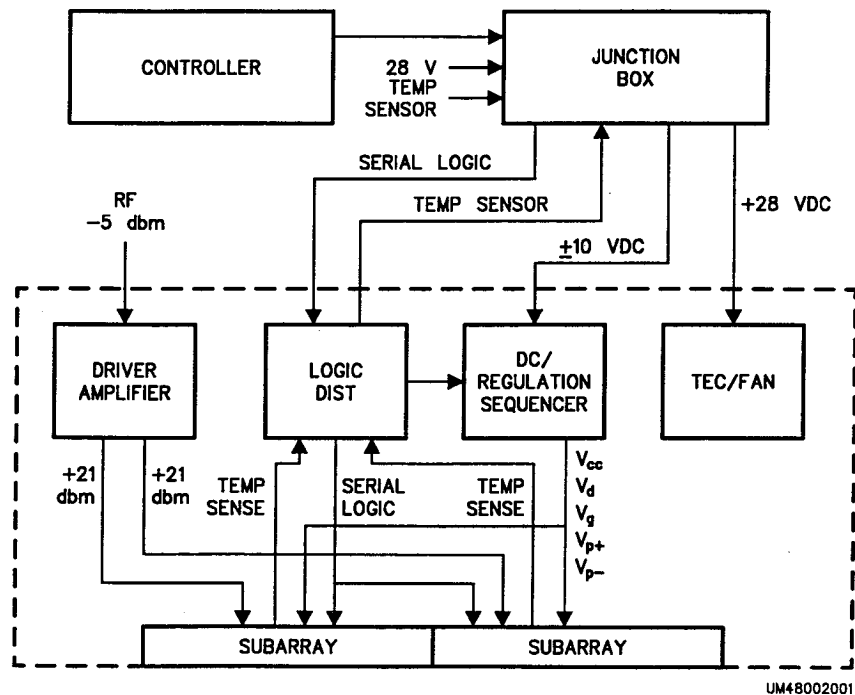 CONTROLLER
JUNCTION
BOX
28 V
TEMP
SENSOR
SERIAL LOGIC
TEMP SENSOR
RF
-5 dbm
+28 VDC
±10 VDC
DRIVER
AMPLIFIER
LOGIC
DIST
DC/
REGULATION
SEQUENCER
TEC/FAN
+21
dbm
+21
dbm
TEMP
SENSE
SERIAL
LOGIC
TEMP
SENSE
Vcc
Vd
Vg
Vp+
Vp-
SUBARRAY
SUBARRAY
UM48002001